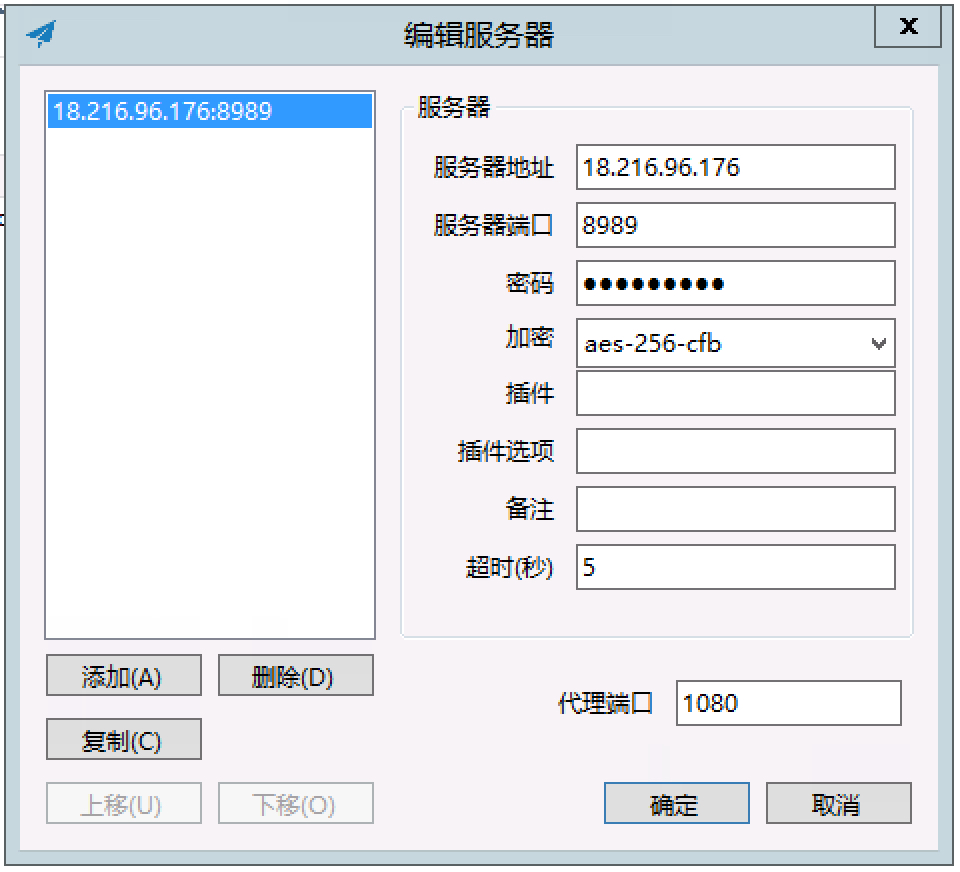 编辑服务器
X
18.216.96.176:8989
服务器
服务器地址 18.216.96.176
服务器端口 8989
密码 ●●●●●●●●●
加密 aes-256-cfb
插件
插件选项
备注
超时(秒) 5
添加(A) 删除(D)
代理端口 1080
复制(C)
上移(U) 下移(O) 确定 取消